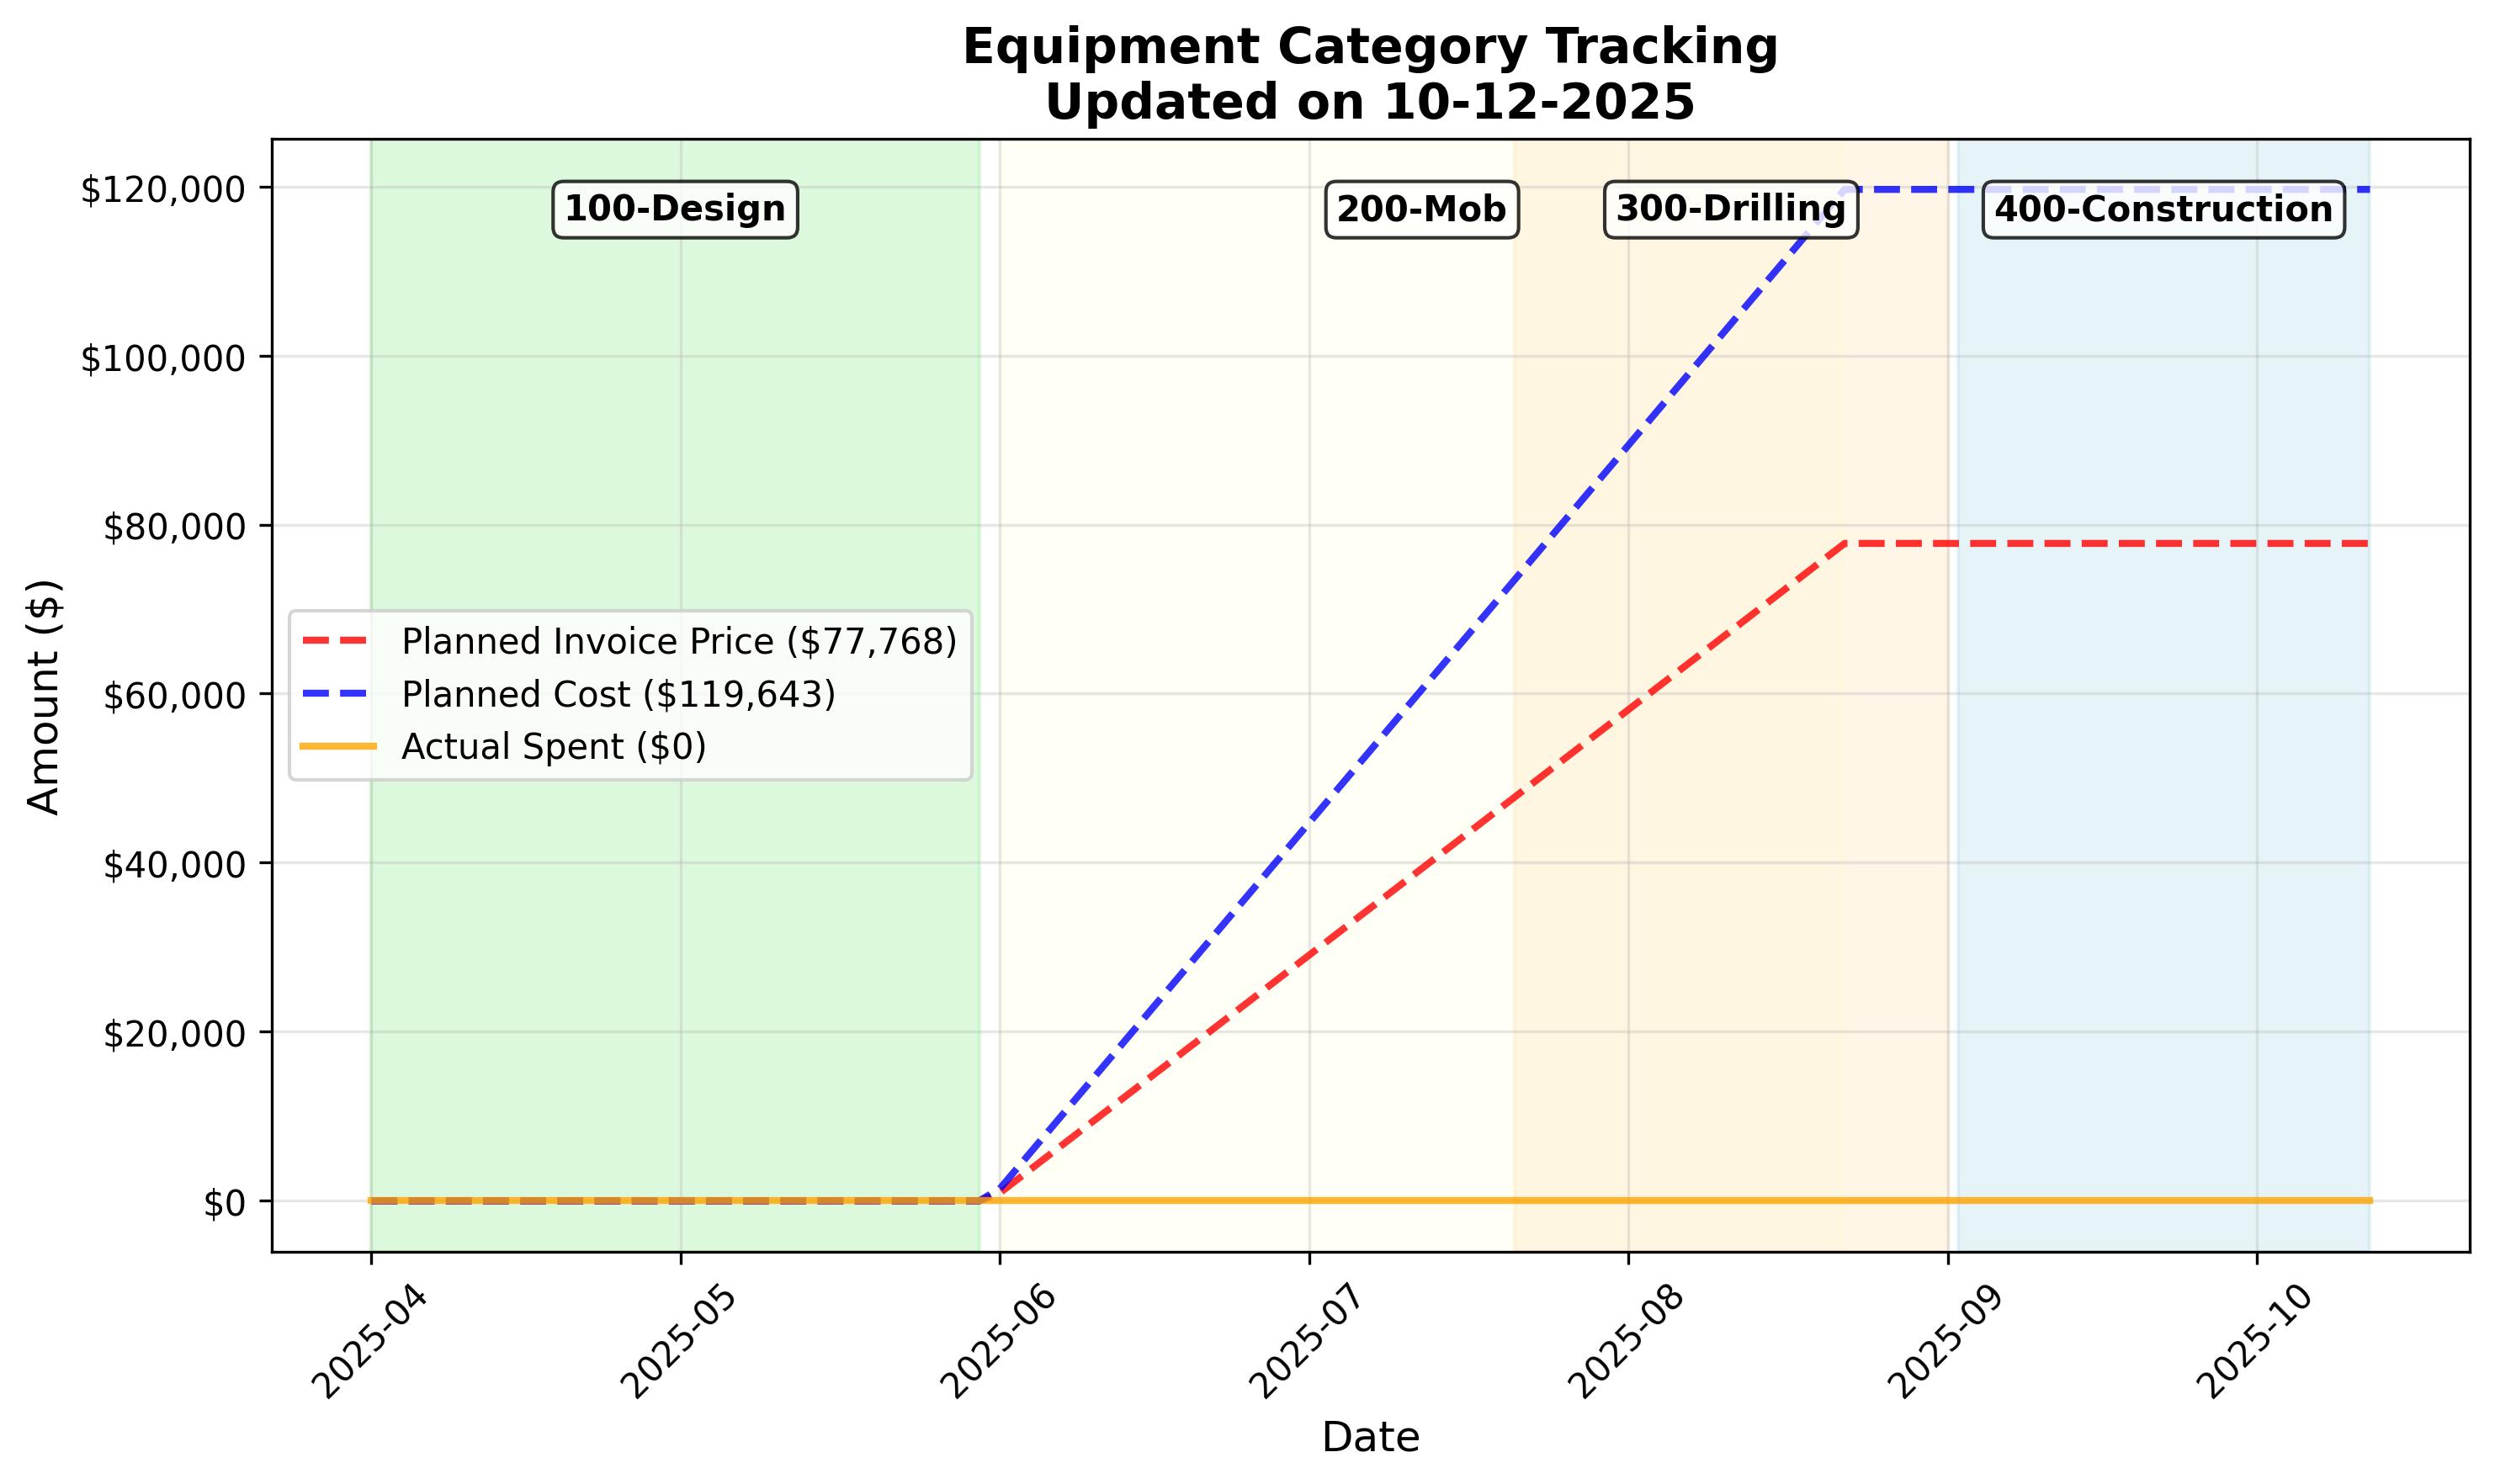 Equipment Category Tracking
Updated on 10-12-2025
$120,000
$100,000
$80,000
$60,000
$40,000
$20,000
$0
Amount ($)
100-Design
200-Mob
300-Drilling
400-Construction
Planned Invoice Price ($77,768)
Planned Cost ($119,643)
Actual Spent ($0)
2025-04
2025-05
2025-06
2025-07
2025-08
2025-09
2025-10
Date